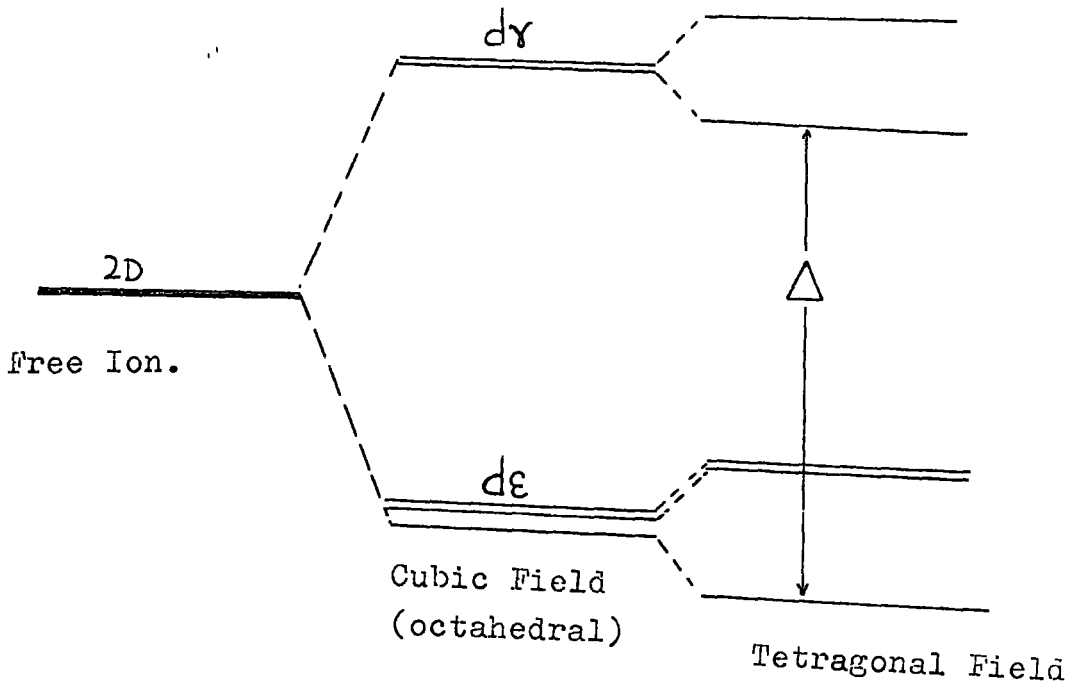 dγ
2D
Free Ion.
Δ
dε
Cubic Field
(octahedral)
Tetragonal Field